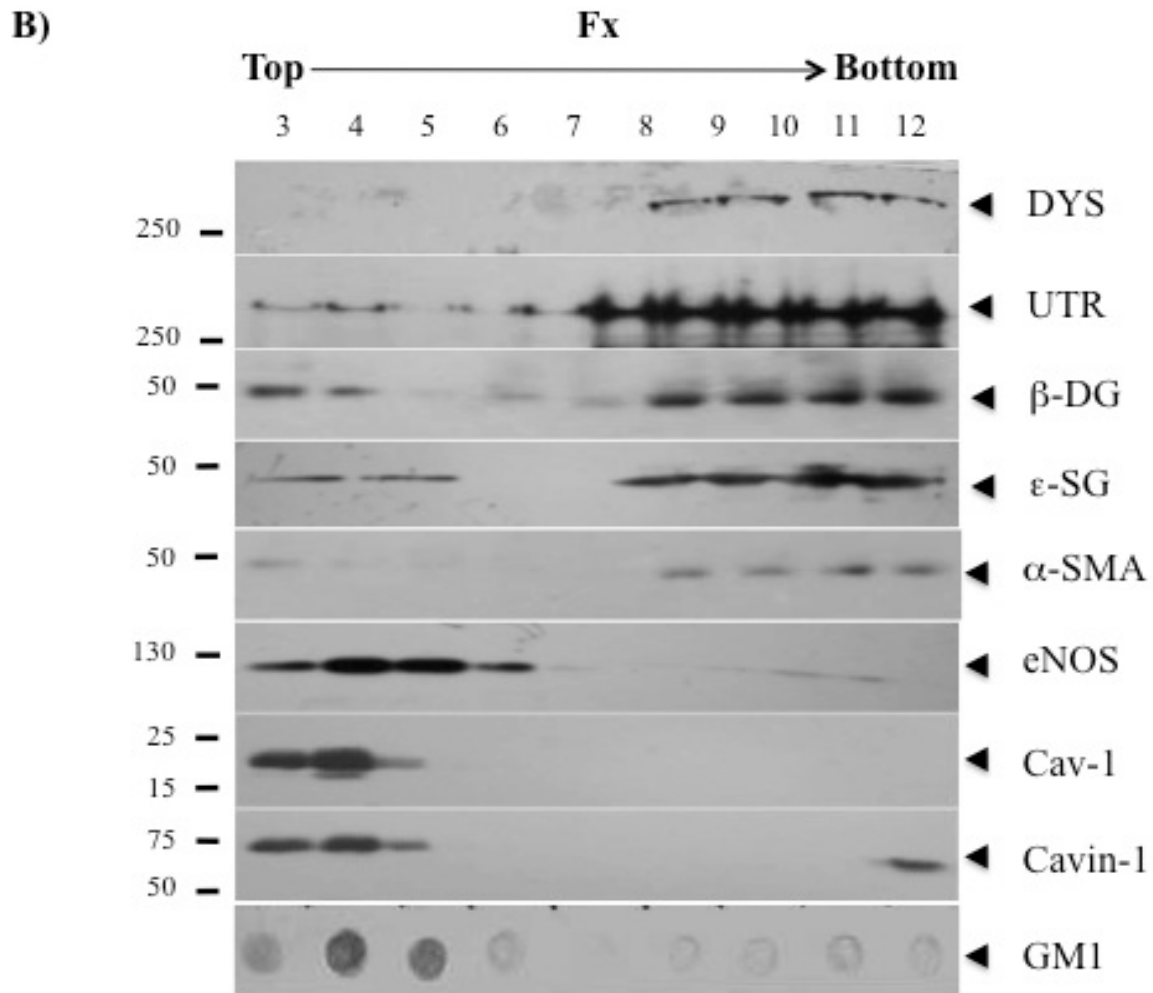 B)
Fx
Top Bottom
3 4 5 6 7 8 9 10 11 12
250 DYS
250 UTR
50 β-DG
50 ε-SG
50 α-SMA
130 eNOS
25
15 Cav-1
75
50 Cavin-1
GM1